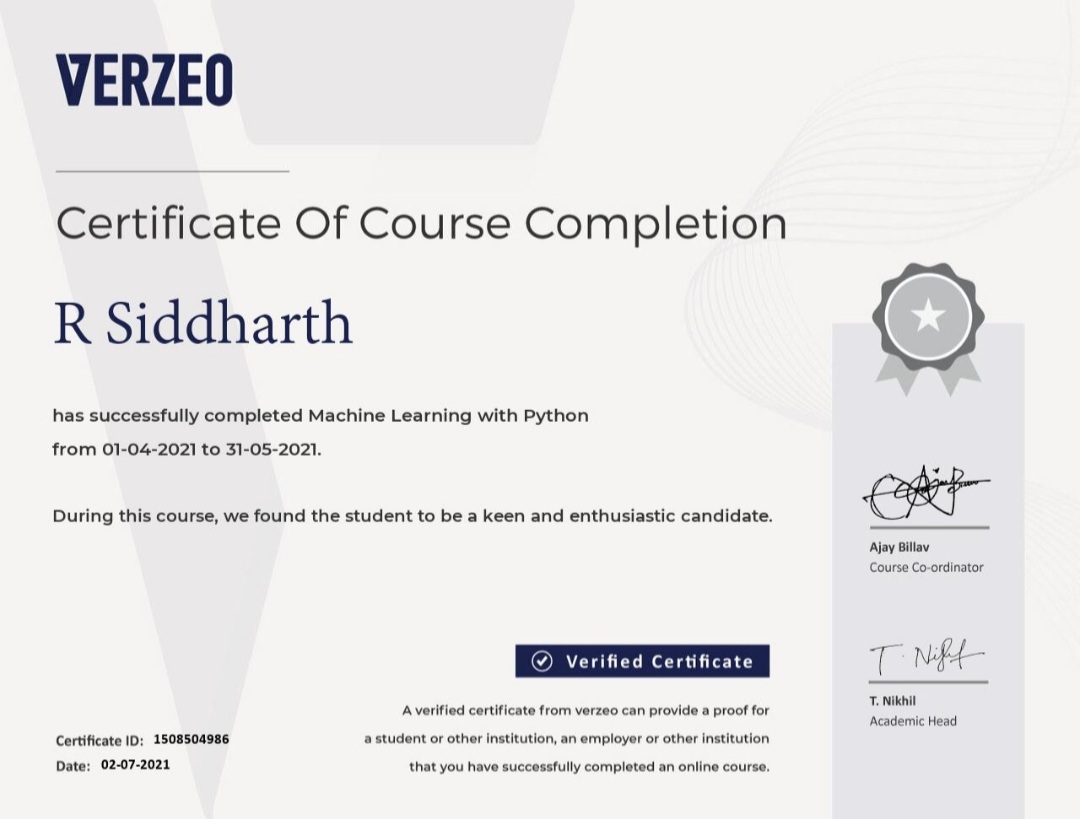 VERZEO
Certificate Of Course Completion
R Siddharth
has successfully completed Machine Learning with Python
from 01-04-2021 to 31-05-2021.
During this course, we found the student to be a keen and enthusiastic candidate.
Ajay Billav
Course Co-ordinator
T. Nikhil
T. Nikhil
Academic Head
Verified Certificate
A verified certificate from verzeo can provide a proof for
a student or other institution, an employer or other institution
that you have successfully completed an online course.
Certificate ID: 1508504986
Date: 02-07-2021